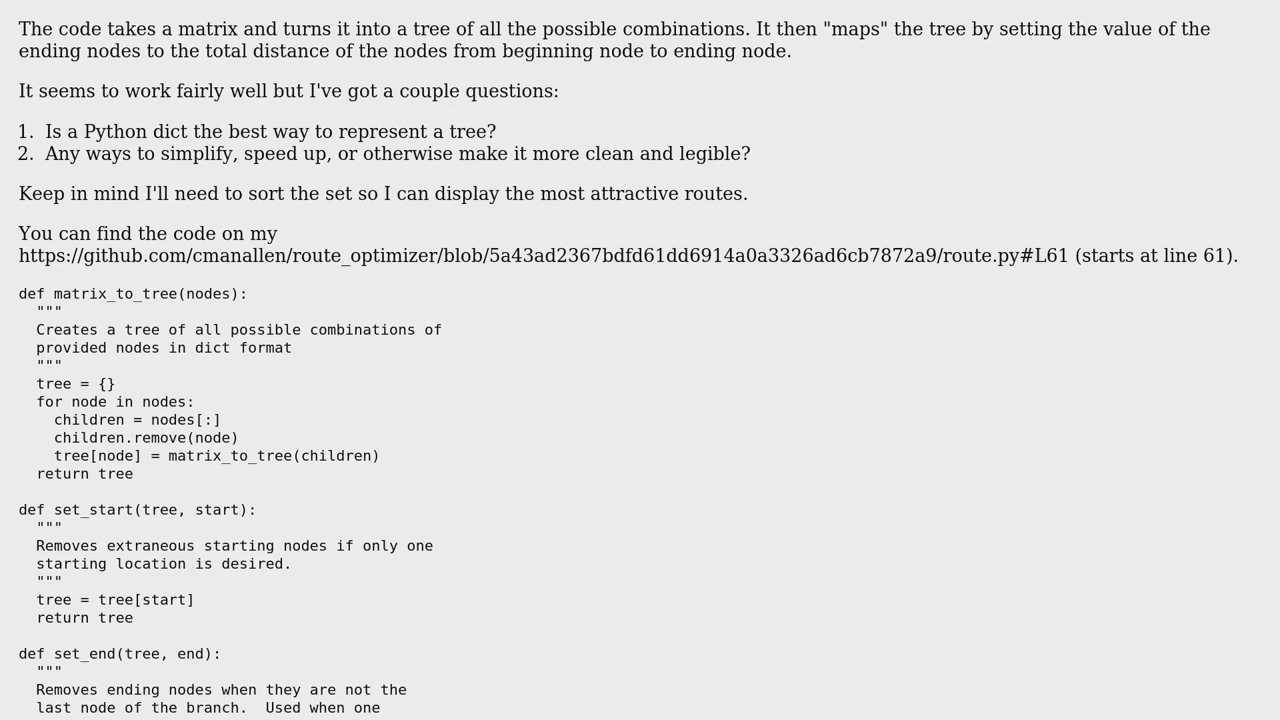 The code takes a matrix and turns it into a tree of all the possible combinations. It then "maps" the tree by setting the value of the
ending nodes to the total distance of the nodes from beginning node to ending node.
It seems to work fairly well but I've got a couple questions:
1. Is a Python dict the best way to represent a tree?
2. Any ways to simplify, speed up, or otherwise make it more clean and legible?
Keep in mind I'll need to sort the set so I can display the most attractive routes.
You can find the code on my
https://github.com/cmanallen/route_optimizer/blob/5a43ad2367bdfd61dd6914a0a3326ad6cb7872a9/route.py#L61 (starts at line 61).
def matrix_to_tree(nodes):
  """
  Creates a tree of all possible combinations of
  provided nodes in dict format
  """
  tree = {}
  for node in nodes:
    children = nodes[:]
    children.remove(node)
    tree[node] = matrix_to_tree(children)
  return tree
def set_start(tree, start):
  """
  Removes extraneous starting nodes if only one
  starting location is desired.
  """
  tree = tree[start]
  return tree
def set_end(tree, end):
  """
  Removes ending nodes when they are not the
  last node of the branch.  Used when one